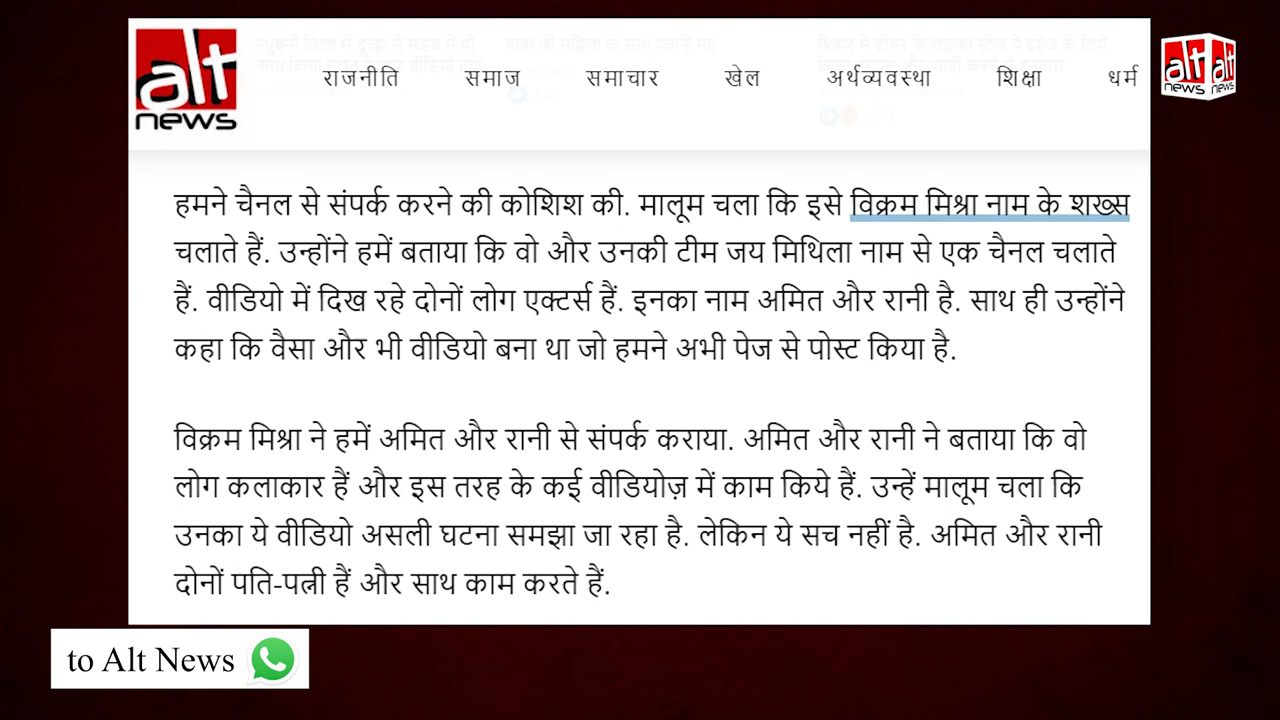 alt
news
राजनीति समाज समाचार खेल अर्थव्यवस्था शिक्षा धर्म
alt alt
news news
हमने चैनल से संपर्क करने की कोशिश की. मालूम चला कि इसे विक्रम मिश्रा नाम के शख्स
चलाते हैं. उन्होंने हमें बताया कि वो और उनकी टीम जय मिथिला नाम से एक चैनल चलाते
हैं. वीडियो में दिख रहे दोनों लोग एक्टर्स हैं. इनका नाम अमित और रानी है. साथ ही उन्होंने
कहा कि वैसा और भी वीडियो बना था जो हमने अभी पेज से पोस्ट किया है.
विक्रम मिश्रा ने हमें अमित और रानी से संपर्क कराया. अमित और रानी ने बताया कि वो
लोग कलाकार हैं और इस तरह के कई वीडियोज़ में काम किये हैं. उन्हें मालूम चला कि
उनका ये वीडियो असली घटना समझा जा रहा है. लेकिन ये सच नहीं है. अमित और रानी
दोनों पति-पत्नी हैं और साथ काम करते हैं.
to Alt News